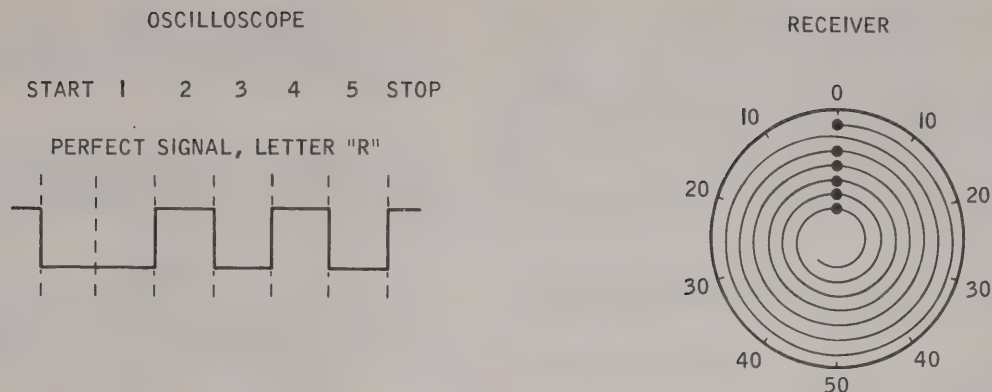 OSCILLOSCOPE
START 1 2 3 4 5 STOP
PERFECT SIGNAL, LETTER "R"
RECEIVER
0
10 10
20 20
30 30
40 40
50